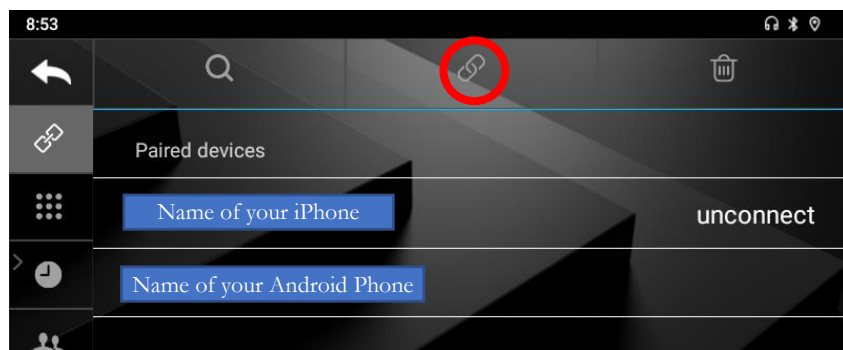 8:53
Paired devices
Name of your iPhone
unconnect
Name of your Android Phone